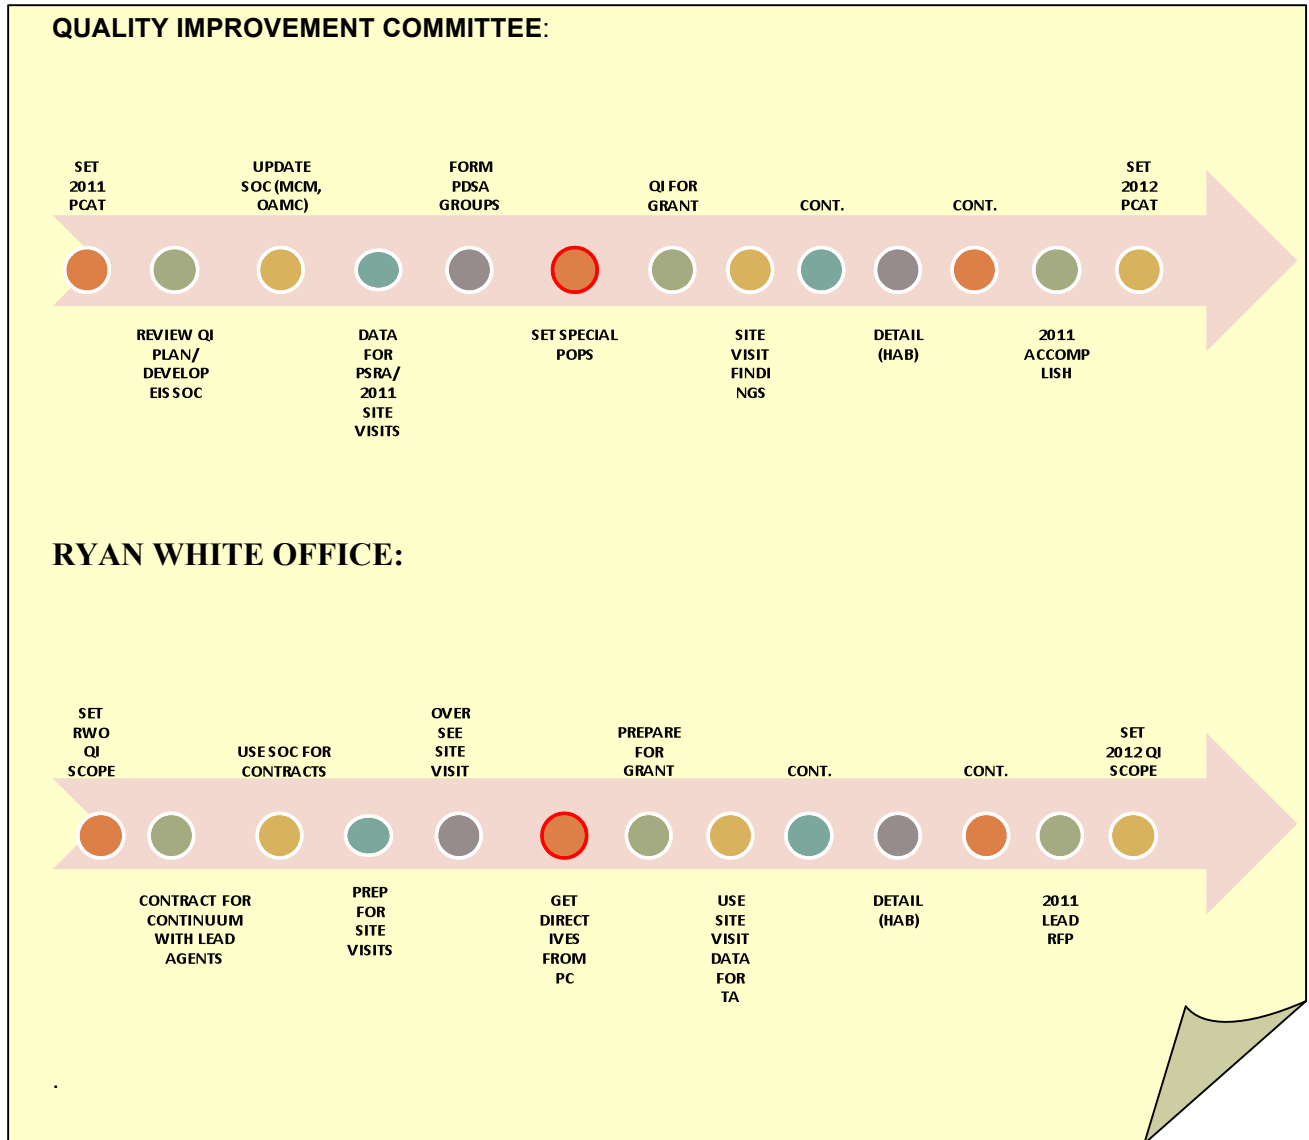 QUALITY IMPROVEMENT COMMITTEE:
SET
2011
PCAT
UPDATE
SOC (MCM,
OAMC)
FORM
PDSA
GROUPS
QI FOR
GRANT
CONT.
CONT.
SET
2012
PCAT
REVIEW QI
PLAN/
DEVELOP
EIS SOC
DATA
FOR
PSRA/
2011
SITE
VISITS
SET SPECIAL
POPS
SITE
VISIT
FINDI
NGS
DETAIL
(HAB)
2011
ACCOMP
LISH
RYAN WHITE OFFICE:
SET
RWO
QI
SCOPE
USE SOC FOR
CONTRACTS
OVER
SEE
SITE
VISIT
PREPARE
FOR
GRANT
CONT.
CONT.
SET
2012 QI
SCOPE
CONTRACT FOR
CONTINUUM
WITH LEAD
AGENTS
PREP
FOR
SITE
VISITS
GET
DIRECT
IVES
FROM
PC
USE
SITE
VISIT
DATA
FOR
TA
DETAIL
(HAB)
2011
LEAD
RFP
.